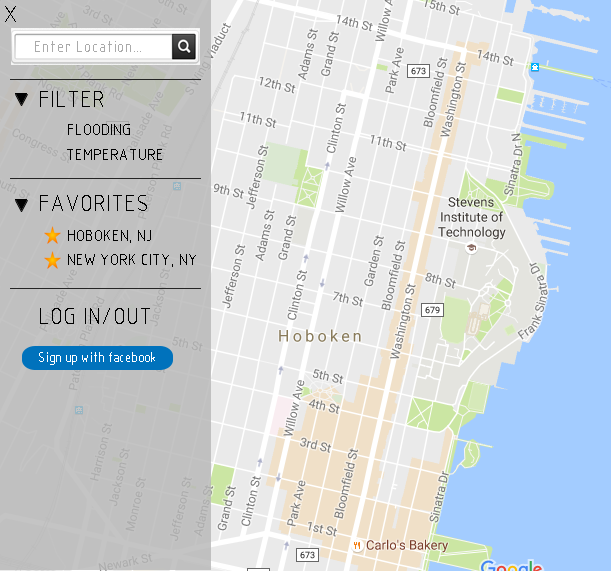 X
Enter Location...
FILTER
FLOODING
TEMPERATURE
FAVORITES
HOBOKEN, NJ
NEW YORK CITY, NY
LOG IN/OUT
Sign up with facebook
15th St
14th St
Willow Ave
Park Ave
Adams St
Grand St
673
14th St
12th St
Bloomfield St
Washington St
11th St
Clinton St
11th St
Jefferson St
Willow Ave
Sinatra Dr N
9th St
Stevens
Institute of
Technology
Adams St
Grand St
Garden St
Bloomfield St
Jefferson St
Clinton St
8th St
Frank Sinatra Dr
7th St
Washington St
679
Hoboken
5th St
Willow Ave
4th St
3rd St
Grand St
Clinton St
Park Ave
Bloomfield St
Sinatra Dr
1st St
Carlo's Bakery
673
Google
Congress St
Harrison St
Jackson St
Monroe St
Jefferson St
Adams St
Newark St